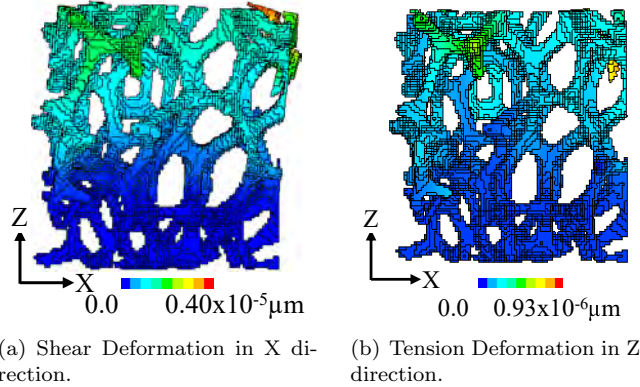 Z
X
0.0 0.40x10-5μm
(a) Shear Deformation in X di-
rection.
Z
X
0.0 0.93x10-6μm
(b) Tension Deformation in Z
direction.